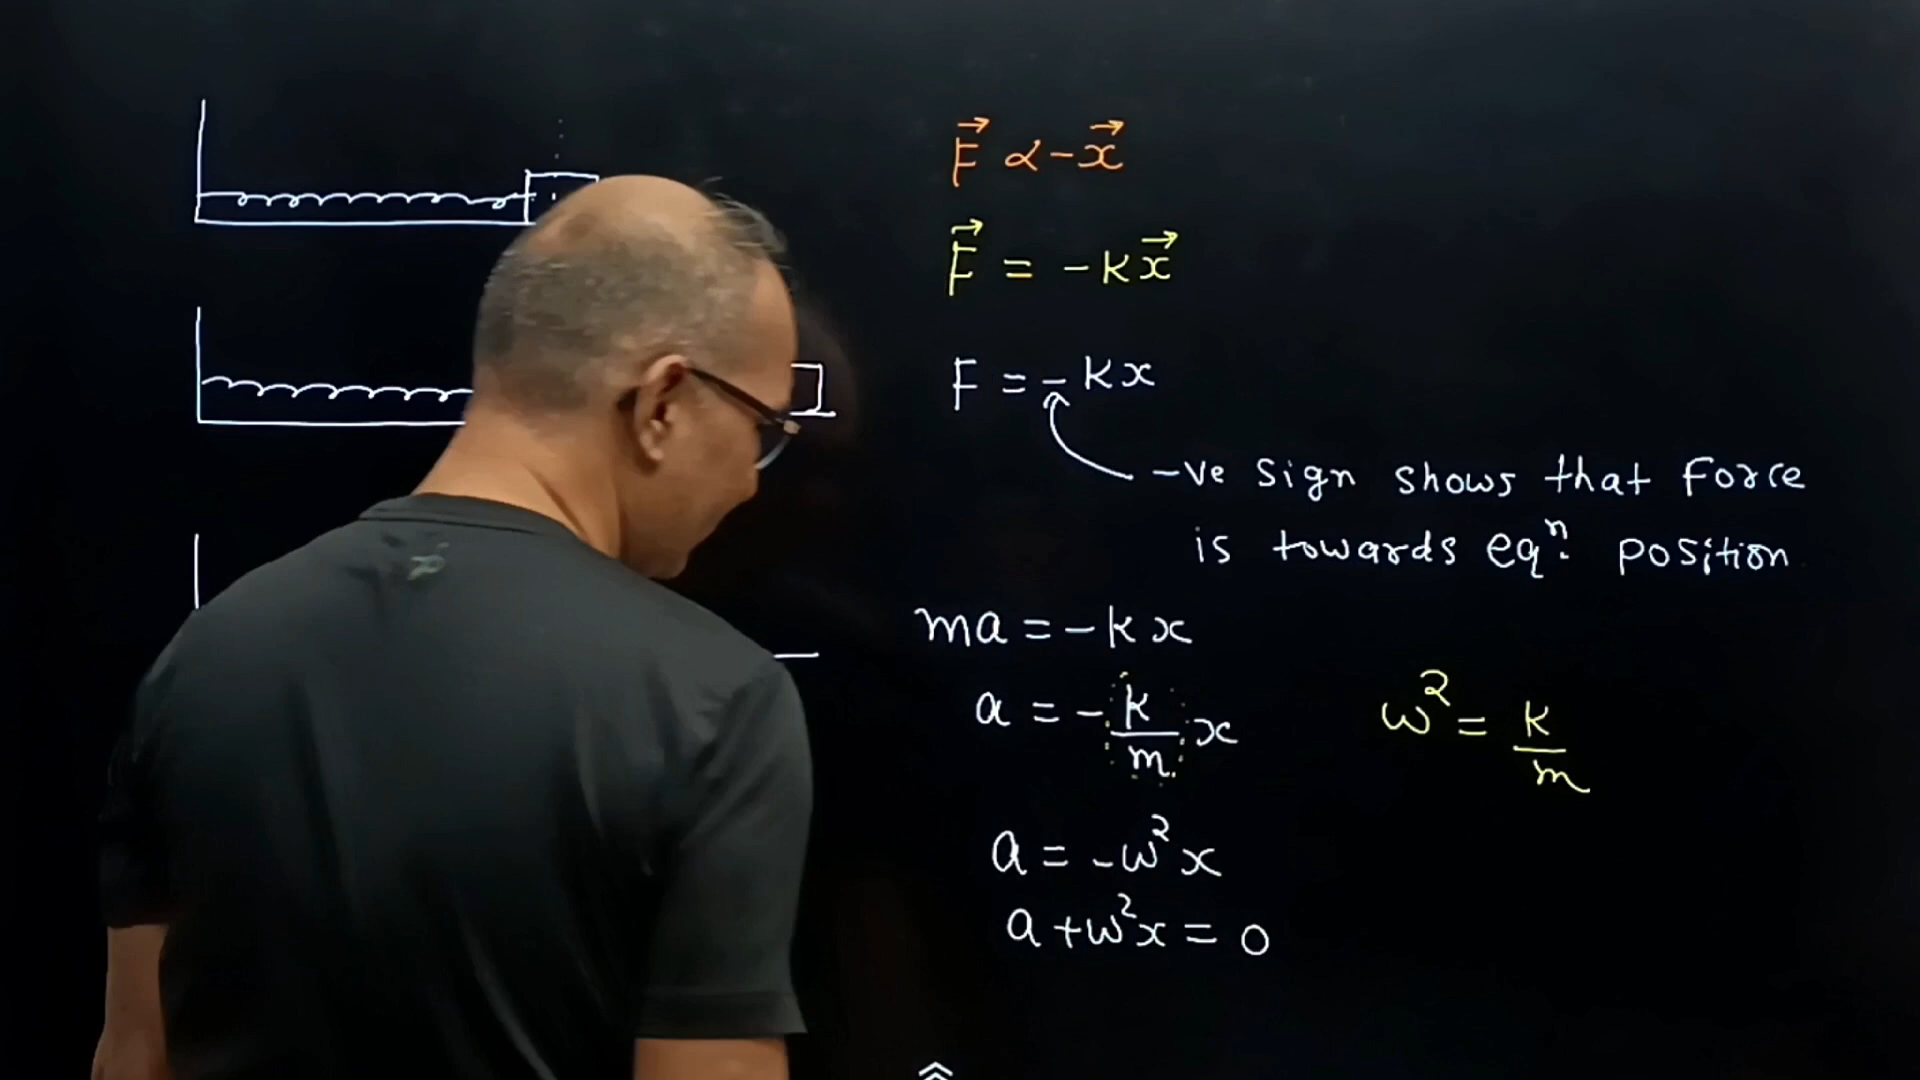 F⃗ ∝ -x⃗
F⃗ = -Kx⃗
F = -Kx
-ve sign shows that Force
is towards eqⁿ. position
ma = -kx
a = -k/m x
ω² = k/m
a = -ω²x
a + ω²x = 0